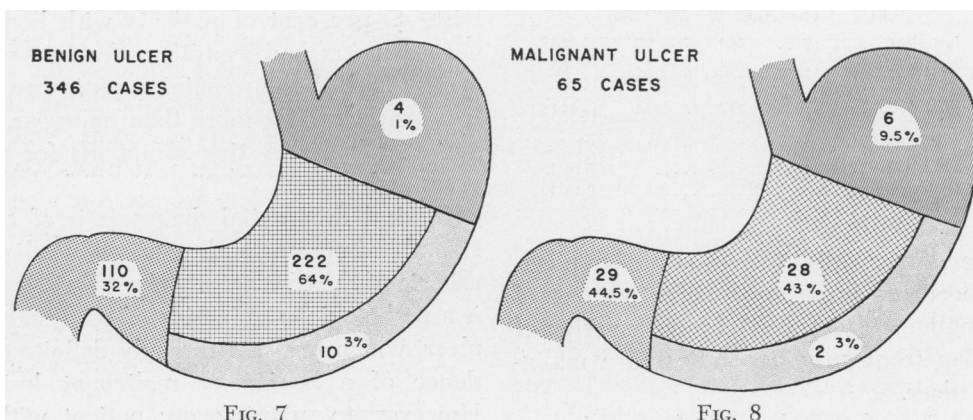 BENIGN ULCER
346 CASES
4
1%
222
64%
110
32%
10 3%
FIG. 7
MALIGNANT ULCER
65 CASES
6
9.5%
28
43%
29
44.5%
2 3%
FIG. 8